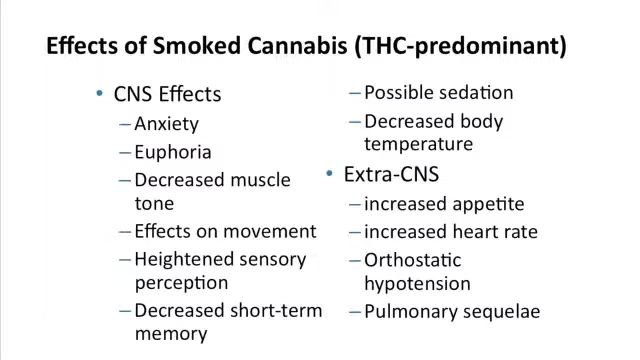 Effects of Smoked Cannabis (THC-predominant)
• CNS Effects
–Anxiety
–Euphoria
–Decreased muscle
tone
–Effects on movement
–Heightened sensory
perception
–Decreased short-term
memory
–Possible sedation
–Decreased body
temperature
• Extra-CNS
–increased appetite
–increased heart rate
–Orthostatic
hypotension
–Pulmonary sequelae